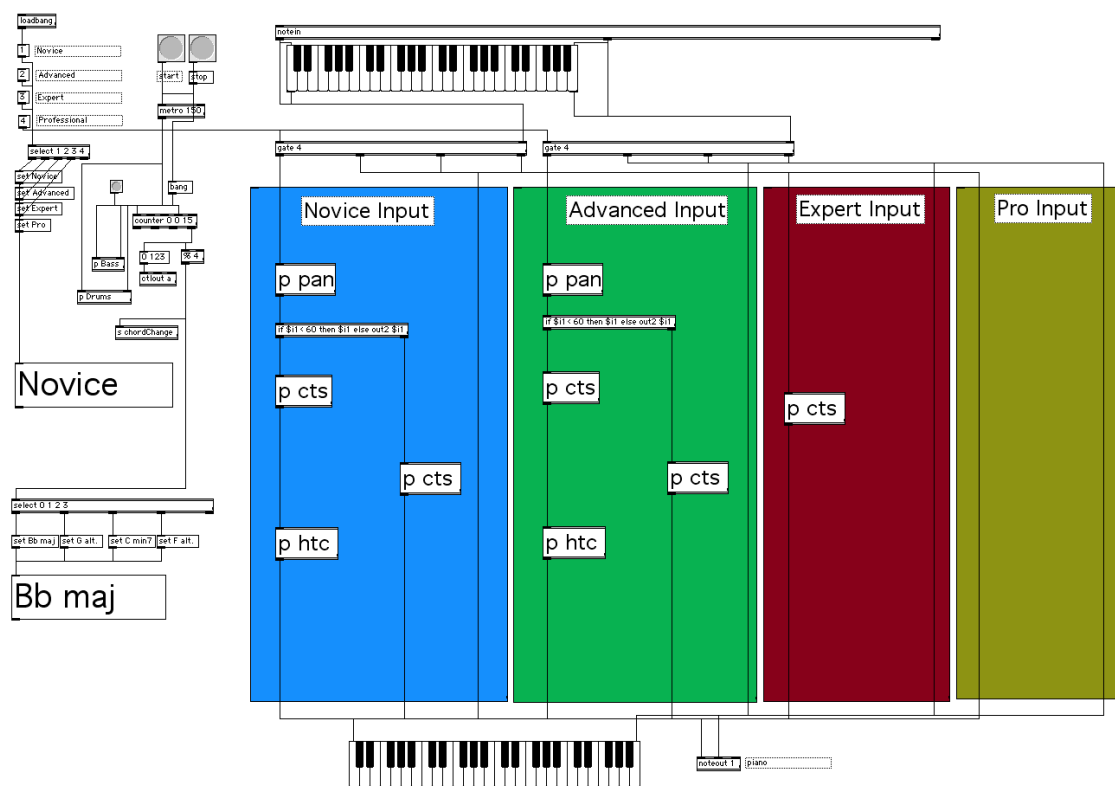 loadbang
1
Novice
2
Advanced
3
Expert
4
Professional
start
stop
metro 150
select 1 2 3 4
set Novice
set Advanced
set Expert
set Pro
bang
counter 0 0 15
p Bass
0 123
% 4
ctlout a
p Drums
s chordChange
Novice
select 0 1 2 3
set Bb maj
set G alt.
set C min7
set F alt.
Bb maj
notein
gate 4
gate 4
Novice Input
p pan
if $i1 < 60 then $i1 else out2 $i1
p cts
p cts
p htc
Advanced Input
p pan
if $i1 < 60 then $i1 else out2 $i1
p cts
p cts
p htc
Expert Input
p cts
Pro Input
noteout 1
piano